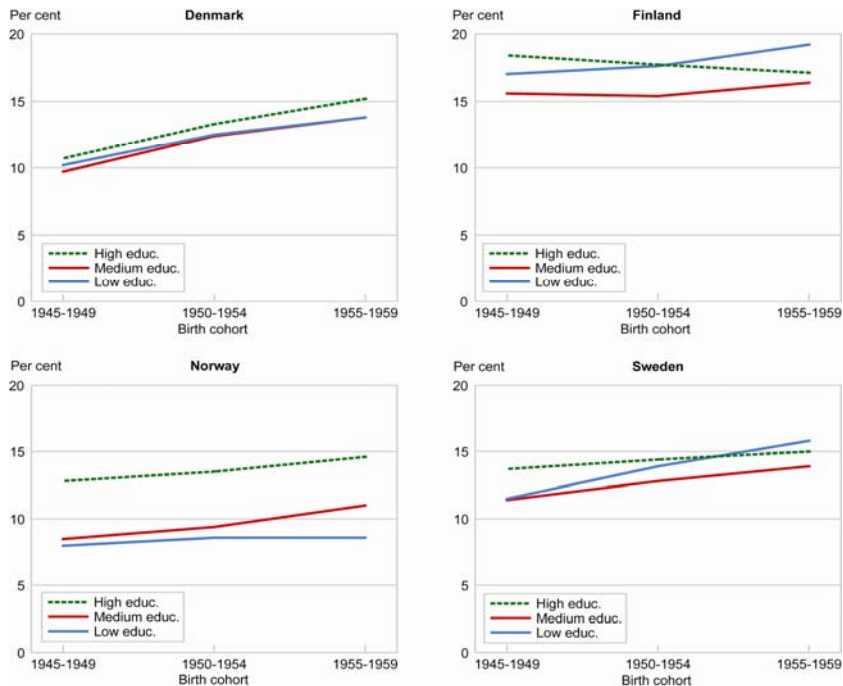 Per cent
Denmark
20
15
10
5
0
High educ.
Medium educ.
Low educ.
1945-1949
1950-1954
1955-1959
Birth cohort
Per cent
Finland
20
15
10
5
0
High educ.
Medium educ.
Low educ.
1945-1949
1950-1954
1955-1959
Birth cohort
Per cent
Norway
20
15
10
5
0
High educ.
Medium educ.
Low educ.
1945-1949
1950-1954
1955-1959
Birth cohort
Per cent
Sweden
20
15
10
5
0
High educ.
Medium educ.
Low educ.
1945-1949
1950-1954
1955-1959
Birth cohort